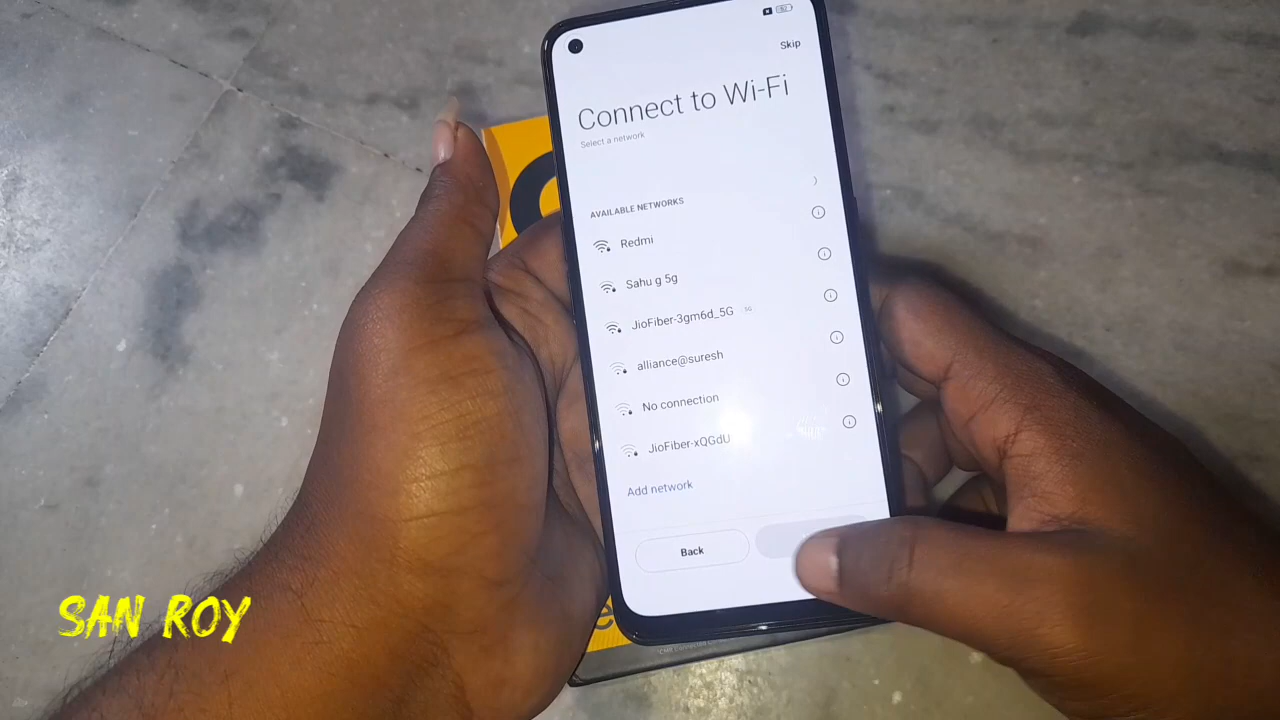 Skip
Connect to Wi-Fi
Select a network
AVAILABLE NETWORKS
Redmi
Sahu g 5g
JioFiber-3gm6d_5G 5G
alliance@suresh
No connection
JioFiber-xQGdU
Add network
Back
SAN ROY